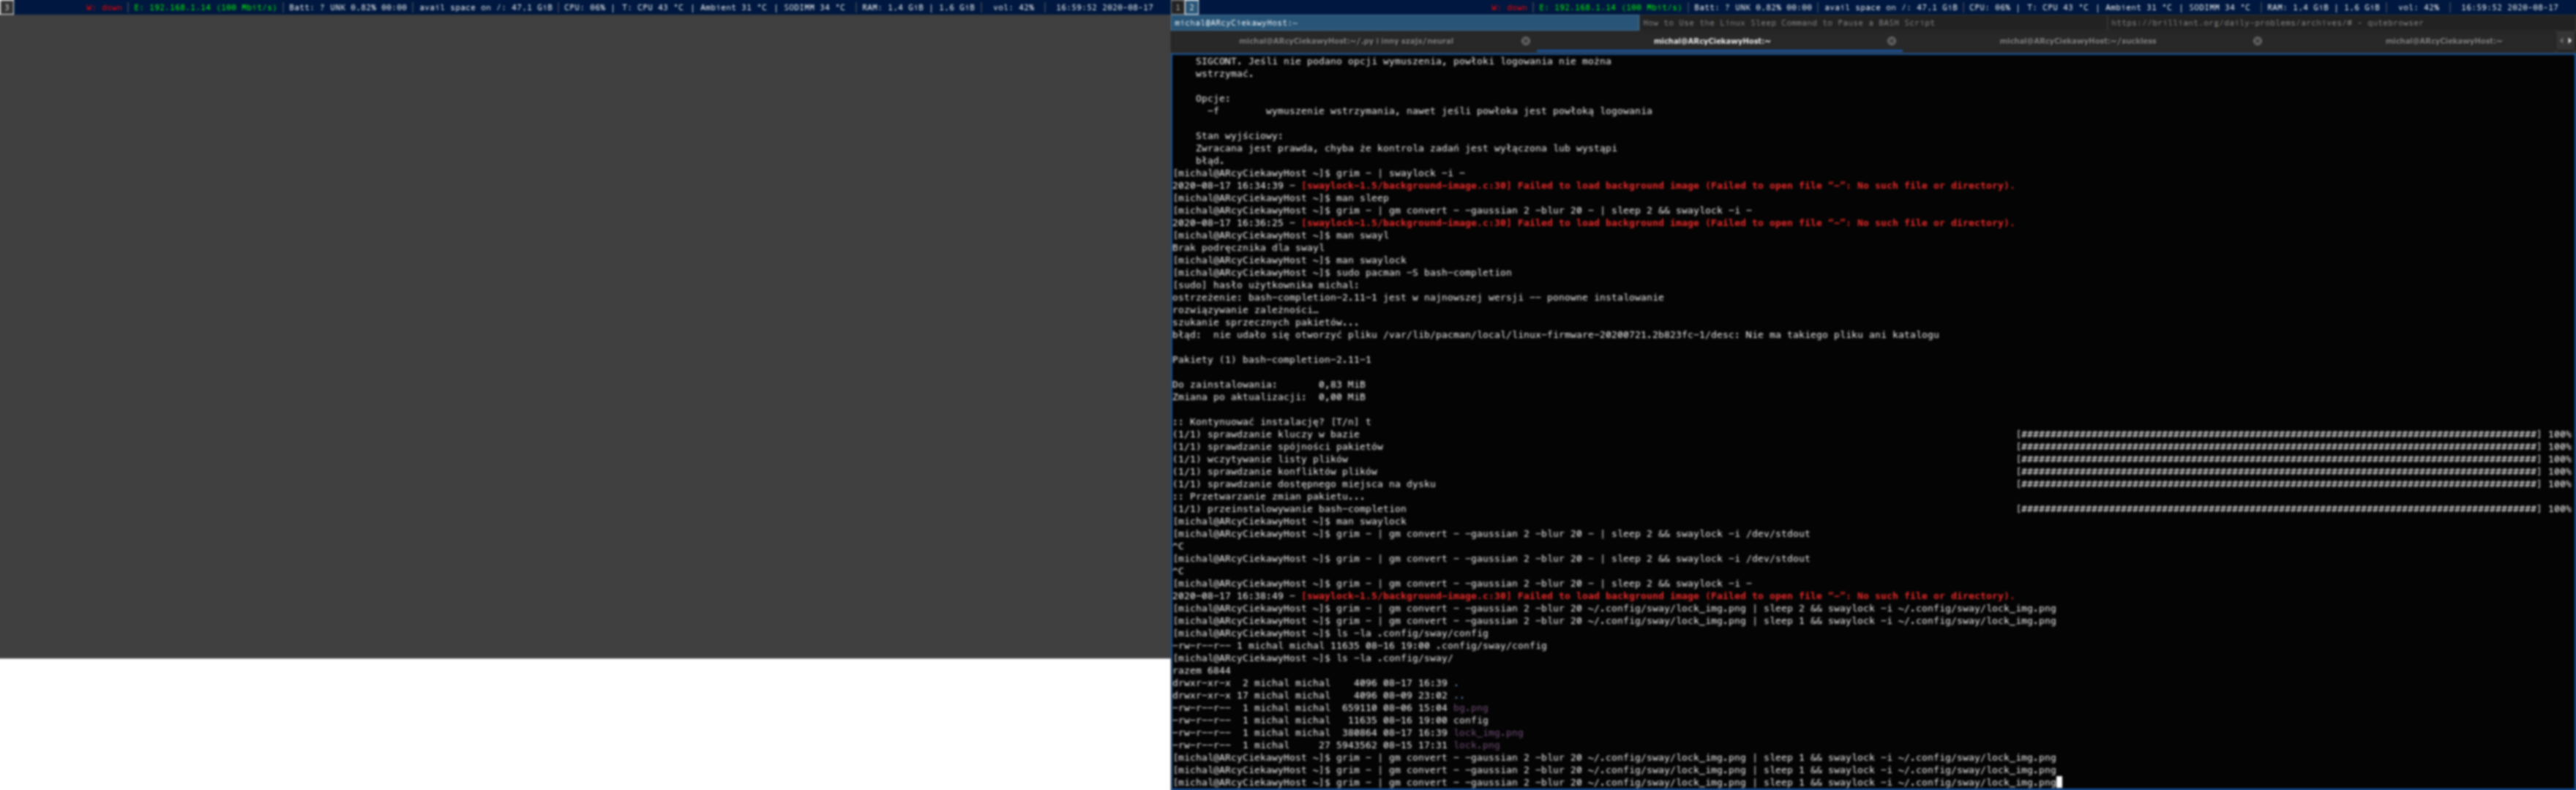 3
W: down | E: 192.168.1.14 (100 Mbit/s) | Batt: ? UNK 0,82% 00:00 | avail space on /: 47.1 GiB | CPU: 06% | T: CPU 43 °C | Ambient 31 °C | SODIMM 34 °C | RAM: 1.4 GiB | 1.6 GiB | vol: 42% | 16:59:52 2020-08-17
1 2
W: down | E: 192.168.1.14 (100 Mbit/s) | Batt: ? UNK 0,82% 00:00 | avail space on /: 47.1 GiB | CPU: 06% | T: CPU 43 °C | Ambient 31 °C | SODIMM 34 °C | RAM: 1.4 GiB | 1.6 GiB | vol: 42% | 16:59:52 2020-08-17
michal@ARcyCiekawyHost:~ How to Use the Linux Sleep Command to Pause a BASH Script https://brilliant.org/daily-problems/archives/# - qutebrowser
michal@ARcyCiekawyHost:~/.py i inny szajs/neural michal@ARcyCiekawyHost:~ michal@ARcyCiekawyHost:~/suckless michal@ARcyCiekawyHost:~
SIGCONT. Jeśli nie podano opcji wymuszenia, powłoki logowania nie można
wstrzymać.
Opcje:
-f wymuszenie wstrzymania, nawet jeśli powłoka jest powłoką logowania
Stan wyjściowy:
Zwracana jest prawda, chyba że kontrola zadań jest wyłączona lub wystąpi
błąd.
[michal@ARcyCiekawyHost ~]$ grim - | swaylock -i -
2020-08-17 16:34:39 - [swaylock-1.5/background-image.c:30] Failed to load background image (Failed to open file "-": No such file or directory).
[michal@ARcyCiekawyHost ~]$ man sleep
[michal@ARcyCiekawyHost ~]$ grim - | gm convert - -gaussian 2 -blur 20 - | sleep 2 && swaylock -i -
2020-08-17 16:36:25 - [swaylock-1.5/background-image.c:30] Failed to load background image (Failed to open file "-": No such file or directory).
[michal@ARcyCiekawyHost ~]$ man swayl
Brak podręcznika dla swayl
[michal@ARcyCiekawyHost ~]$ man swaylock
[michal@ARcyCiekawyHost ~]$ sudo pacman -S bash-completion
[sudo] hasło użytkownika michal:
ostrzeżenie: bash-completion-2.11-1 jest w najnowszej wersji -- ponowne instalowanie
rozwiązywanie zależności…
szukanie sprzecznych pakietów...
błąd: nie udało się otworzyć pliku /var/lib/pacman/local/linux-firmware-20200721.2b823fc-1/desc: Nie ma takiego pliku ani katalogu
Pakiety (1) bash-completion-2.11-1
Do zainstalowania: 0,83 MiB
Zmiana po aktualizacji: 0,00 MiB
:: Kontynuować instalację? [T/n] t
(1/1) sprawdzanie kluczy w bazie 100%
(1/1) sprawdzanie spójności pakietów 100%
(1/1) wczytywanie listy plików 100%
(1/1) sprawdzanie konfliktów plików 100%
(1/1) sprawdzanie dostępnego miejsca na dysku 100%
:: Przetwarzanie zmian pakietu...
(1/1) przeinstalowywanie bash-completion 100%
[michal@ARcyCiekawyHost ~]$ man swaylock
[michal@ARcyCiekawyHost ~]$ grim - | gm convert - -gaussian 2 -blur 20 - | sleep 2 && swaylock -i /dev/stdout
^C
[michal@ARcyCiekawyHost ~]$ grim - | gm convert - -gaussian 2 -blur 20 - | sleep 2 && swaylock -i /dev/stdout
^C
[michal@ARcyCiekawyHost ~]$ grim - | gm convert - -gaussian 2 -blur 20 - | sleep 2 && swaylock -i -
2020-08-17 16:38:49 - [swaylock-1.5/background-image.c:30] Failed to load background image (Failed to open file "-": No such file or directory).
[michal@ARcyCiekawyHost ~]$ grim - | gm convert - -gaussian 2 -blur 20 ~/.config/sway/lock_img.png | sleep 2 && swaylock -i ~/.config/sway/lock_img.png
[michal@ARcyCiekawyHost ~]$ grim - | gm convert - -gaussian 2 -blur 20 ~/.config/sway/lock_img.png | sleep 1 && swaylock -i ~/.config/sway/lock_img.png
[michal@ARcyCiekawyHost ~]$ ls -la .config/sway/config
-rw-r--r-- 1 michal michal 11635 08-16 19:00 .config/sway/config
[michal@ARcyCiekawyHost ~]$ ls -la .config/sway/
razem 6844
drwxr-xr-x 2 michal michal 4096 08-17 16:39 .
drwxr-xr-x 17 michal michal 4096 08-09 23:02 ..
-rw-r--r-- 1 michal michal 659110 08-06 15:04 bg.png
-rw-r--r-- 1 michal michal 11635 08-16 19:00 config
-rw-r--r-- 1 michal michal 380864 08-17 16:39 lock_img.png
-rw-r--r-- 1 michal 27 5943562 08-15 17:31 lock.png
[michal@ARcyCiekawyHost ~]$ grim - | gm convert - -gaussian 2 -blur 20 ~/.config/sway/lock_img.png | sleep 1 && swaylock -i ~/.config/sway/lock_img.png
[michal@ARcyCiekawyHost ~]$ grim - | gm convert - -gaussian 2 -blur 20 ~/.config/sway/lock_img.png | sleep 1 && swaylock -i ~/.config/sway/lock_img.png
[michal@ARcyCiekawyHost ~]$ grim - | gm convert - -gaussian 2 -blur 20 ~/.config/sway/lock_img.png | sleep 1 && swaylock -i ~/.config/sway/lock_img.png